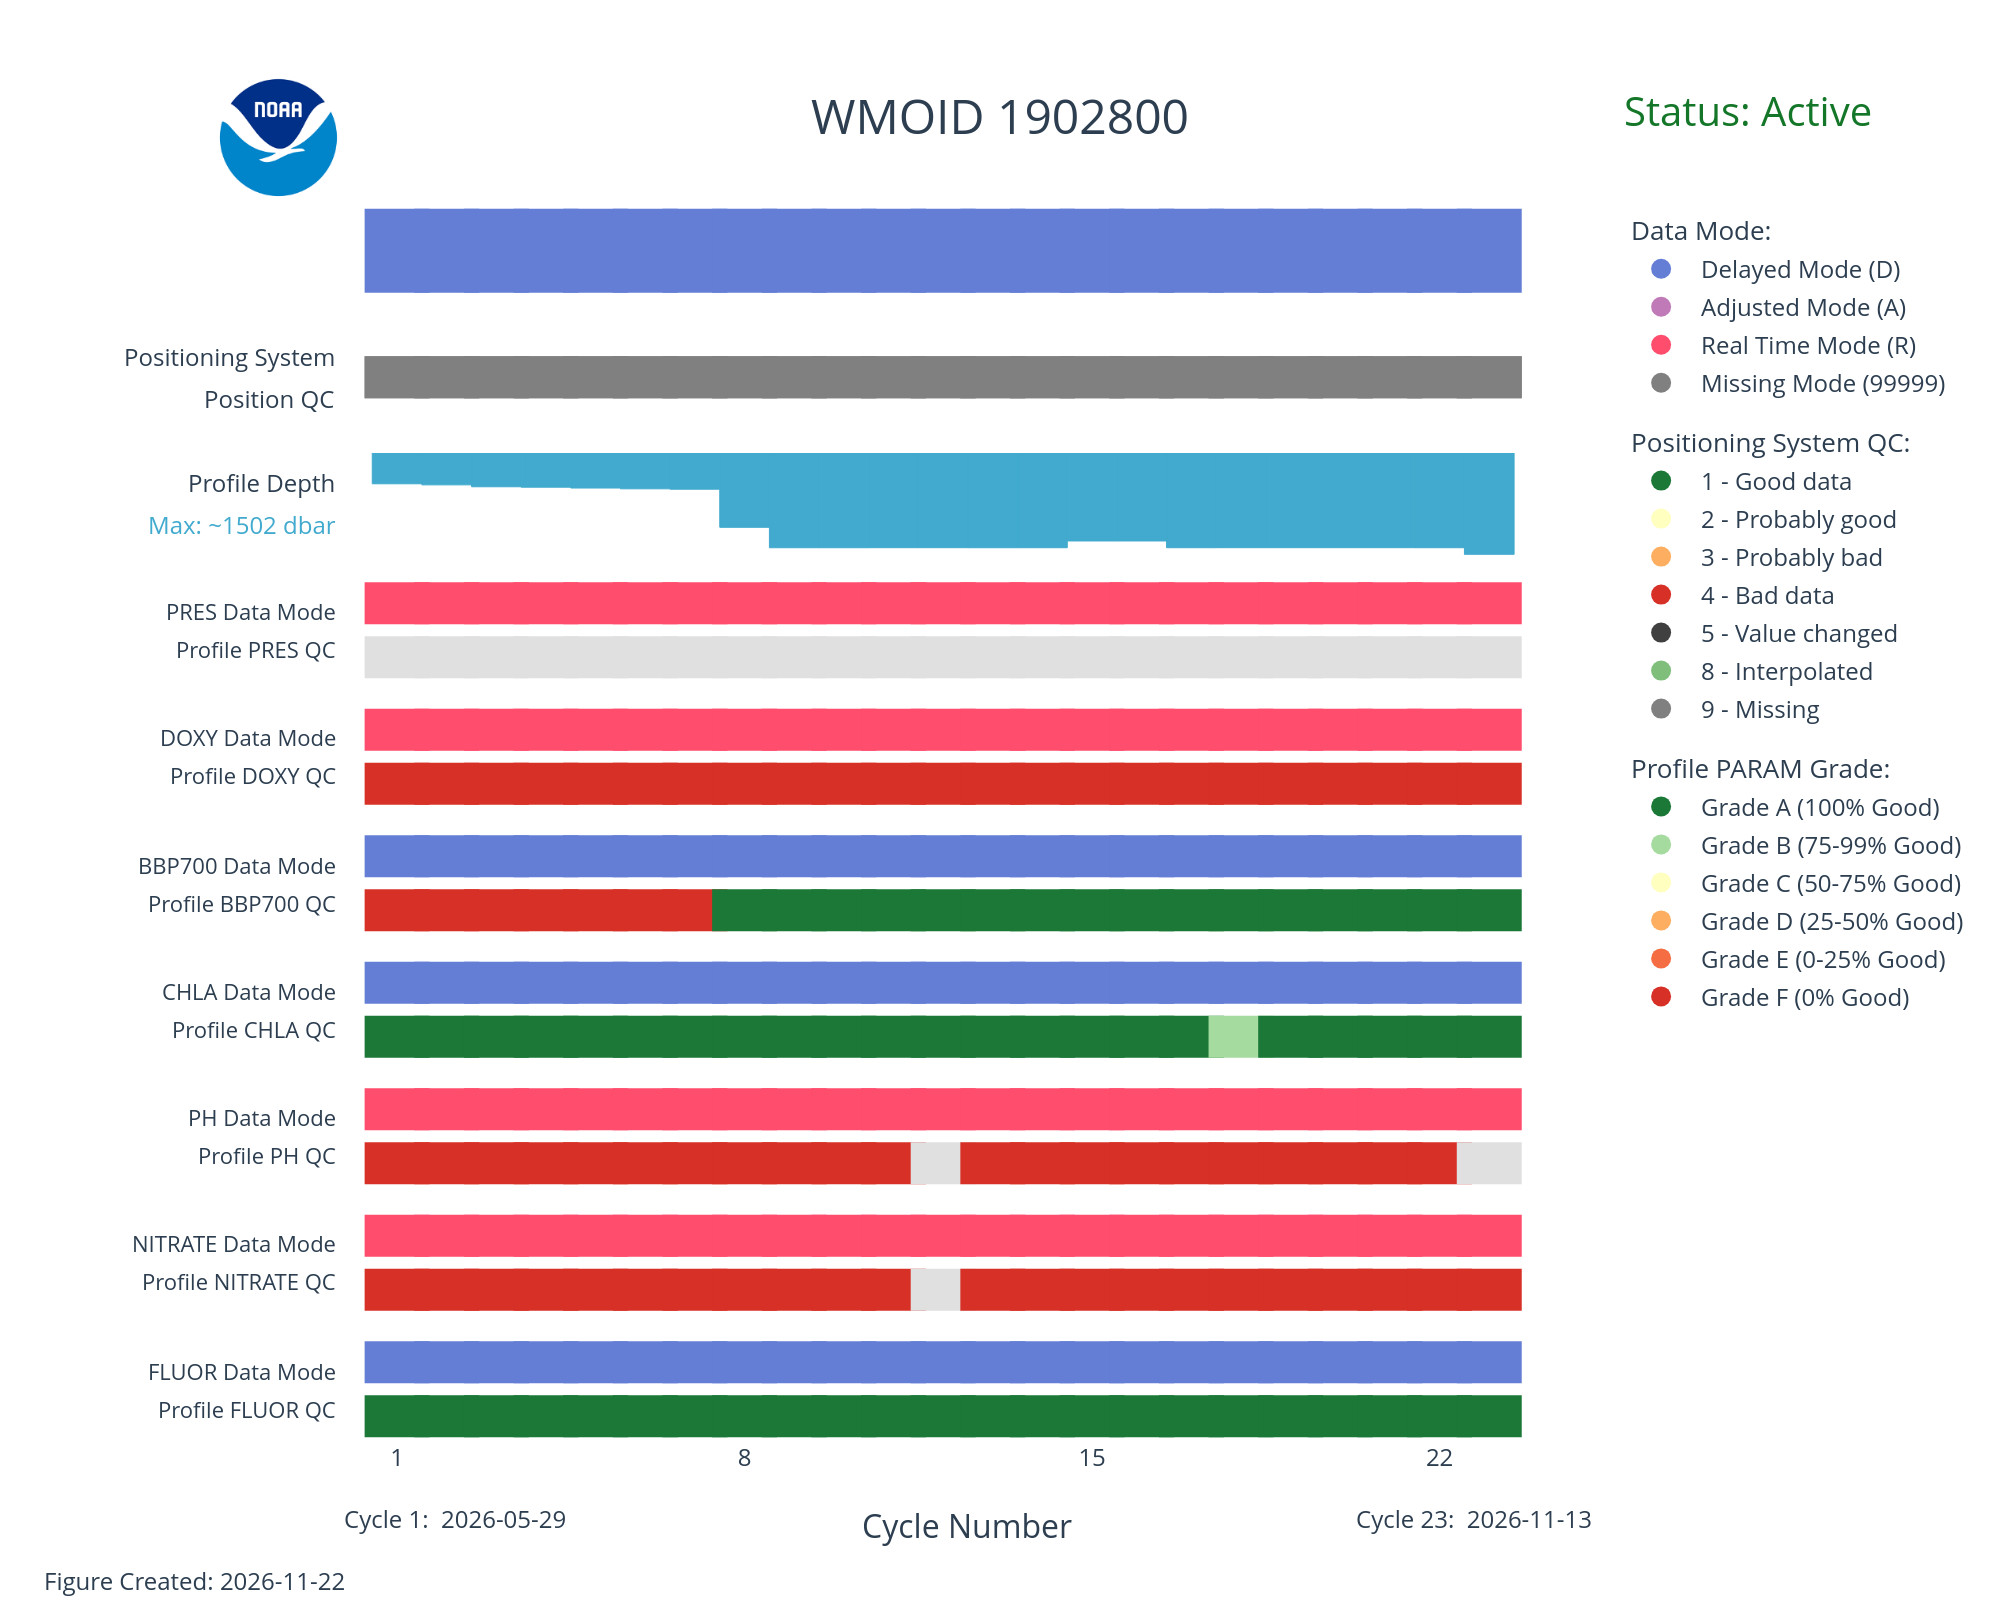 NOAA
WMOID 1902800
Status: Active
Data Mode:
Delayed Mode (D)
Adjusted Mode (A)
Real Time Mode (R)
Missing Mode (99999)
Positioning System QC:
1 - Good data
2 - Probably good
3 - Probably bad
4 - Bad data
5 - Value changed
8 - Interpolated
9 - Missing
Profile PARAM Grade:
Grade A (100% Good)
Grade B (75-99% Good)
Grade C (50-75% Good)
Grade D (25-50% Good)
Grade E (0-25% Good)
Grade F (0% Good)
Positioning System
Position QC
Profile Depth
Max: ~1502 dbar
PRES Data Mode
Profile PRES QC
DOXY Data Mode
Profile DOXY QC
BBP700 Data Mode
Profile BBP700 QC
CHLA Data Mode
Profile CHLA QC
PH Data Mode
Profile PH QC
NITRATE Data Mode
Profile NITRATE QC
FLUOR Data Mode
Profile FLUOR QC
1 8 15 22
Cycle 1: 2026-05-29
Cycle Number
Cycle 23: 2026-11-13
Figure Created: 2026-11-22